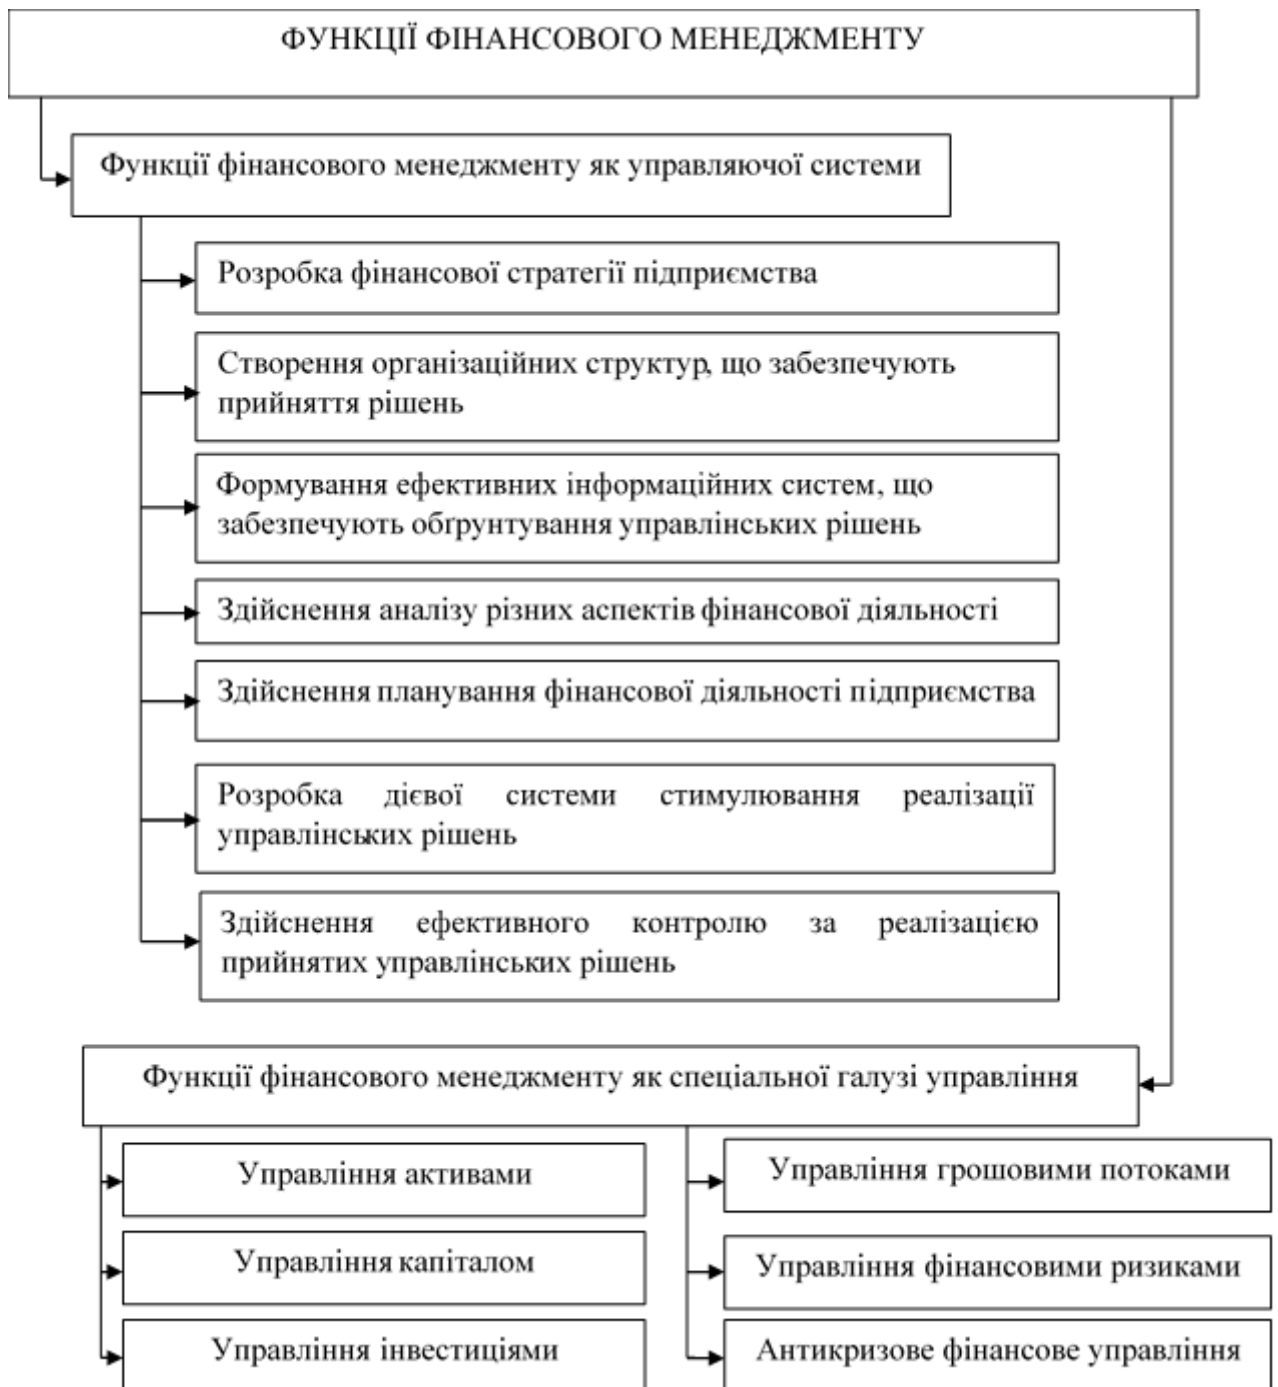 ФУНКЦІЇ ФІНАНСОВОГО МЕНЕДЖМЕНТУ
Функції фінансового менеджменту як управляючої системи
Розробка фінансової стратегії підприємства
Створення організаційних структур, що забезпечують
прийняття рішень
Формування ефективних інформаційних систем, що
забезпечують обґрунтування управлінських рішень
Здійснення аналізу різних аспектів фінансової діяльності
Здійснення планування фінансової діяльності підприємства
Розробка дієвої системи стимулювання реалізації
управлінських рішень
Здійснення ефективного контролю за реалізацією
прийнятих управлінських рішень
Функції фінансового менеджменту як спеціальної галузі управління
Управління активами
Управління капіталом
Управління інвестиціями
Управління грошовими потоками
Управління фінансовими ризиками
Антикризове фінансове управління